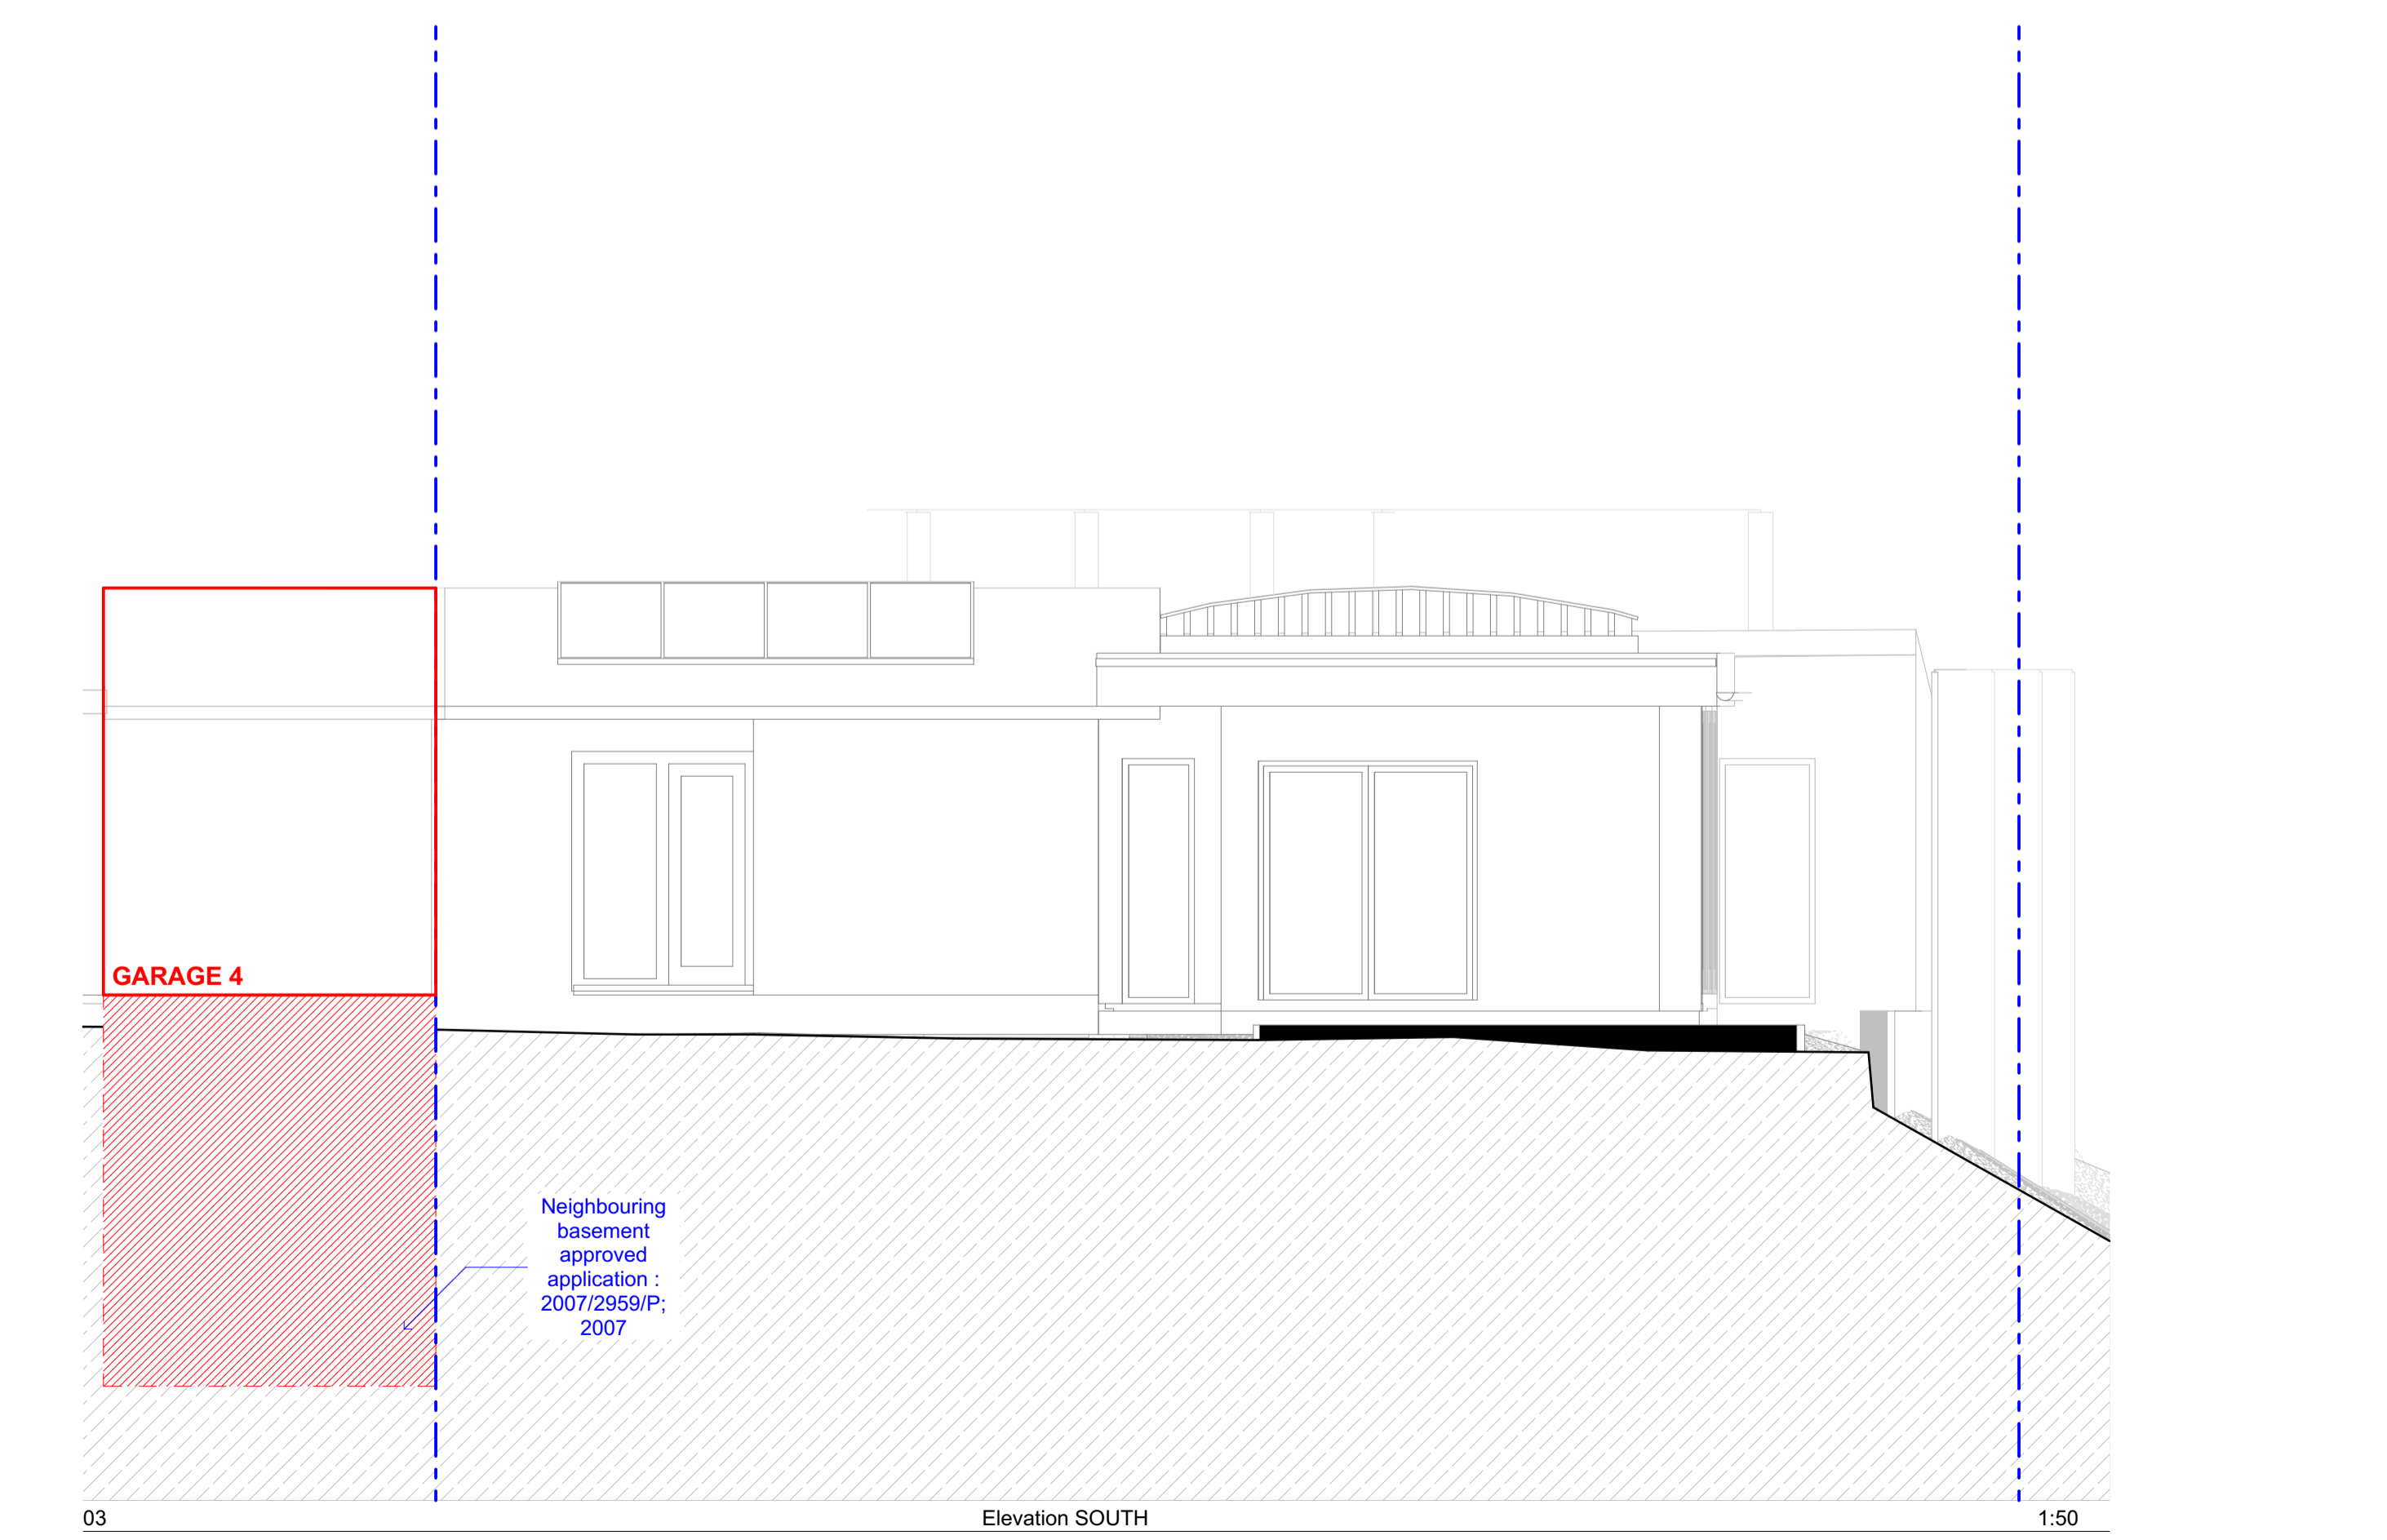 GARAGE 4
Neighbouring
basement
approved
application :
2007/2959/P;
2007
03
Elevation SOUTH
1:50